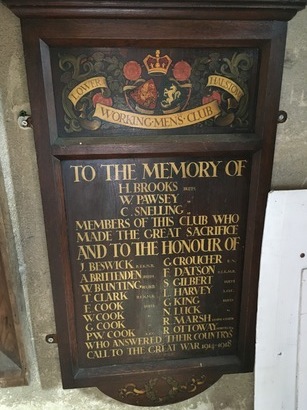 LOWER HALSTOW
WORKING·MENS·CLUB
TO THE MEMORY OF
H. BROOKS
W. PAWSEY "
C. SNELLING "
MEMBERS OF THIS CLUB WHO
MADE THE GREAT SACRIFICE
AND TO THE HONOUR OF
J. BESWICK
A BRITTENDEN
W BUNTING
T CLARK
E COOK
W COOK
G COOK
P.W COOK
G. CROUCHER
F DATSON
S GILBERT
L HARVEY
G KING
N LUCK
R MARSH
R OTTOWAY
WHO ANSWERED THEIR COUNTRYS
CALL TO THE GREAT WAR 1914-1918